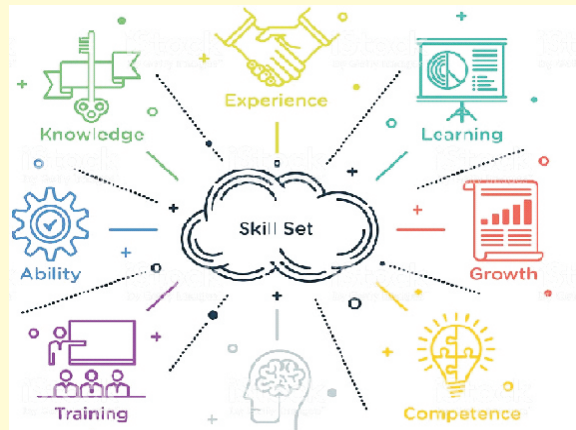 Experience
Knowledge
Learning
Skill Set
Ability
Growth
Training
Competence